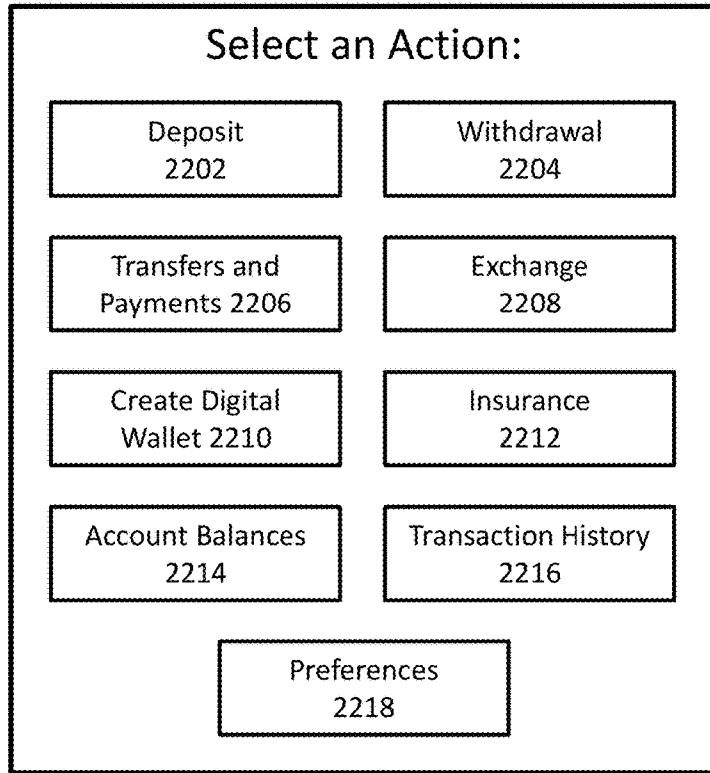 Select an Action:
Deposit
2202
Withdrawal
2204
Transfers and
Payments 2206
Exchange
2208
Create Digital
Wallet 2210
Insurance
2212
Account Balances
2214
Transaction History
2216
Preferences
2218